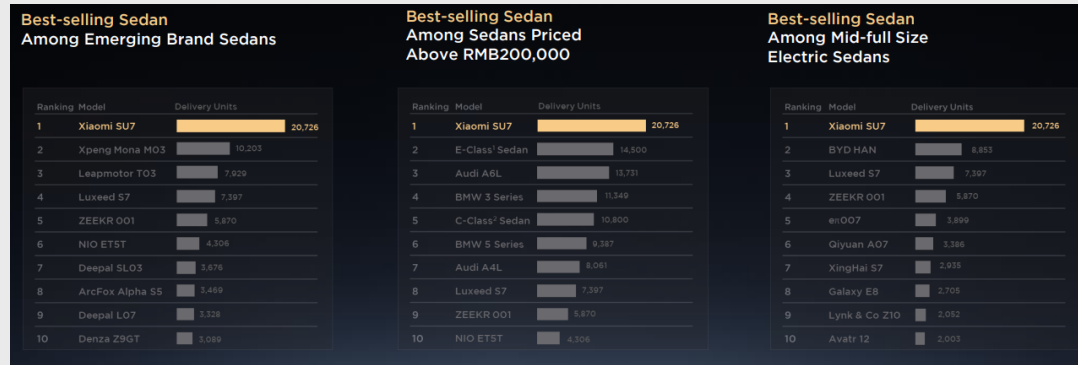 Best-selling Sedan
Among Emerging Brand Sedans
Ranking Model Delivery Units
1 Xiaomi SU7 20,726
2 Xpeng Mona M03 10,203
3 Leapmotor T03 7,929
4 Luxeed S7 7,397
5 ZEEKR 001 5,870
6 NIO ET5T 4,306
7 Deepal SL03 3,676
8 ArcFox Alpha S5 3,469
9 Deepal L07 3,328
10 Denza Z9GT 3,089
Best-selling Sedan
Among Sedans Priced
Above RMB200,000
Ranking Model Delivery Units
1 Xiaomi SU7 20,726
2 E-Class¹ Sedan 14,500
3 Audi A6L 13,731
4 BMW 3 Series 11,349
5 C-Class² Sedan 10,800
6 BMW 5 Series 9,387
7 Audi A4L 8,061
8 Luxeed S7 7,397
9 ZEEKR 001 5,870
10 NIO ET5T 4,306
Best-selling Sedan
Among Mid-full Size
Electric Sedans
Ranking Model Delivery Units
1 Xiaomi SU7 20,726
2 BYD HAN 8,853
3 Luxeed S7 7,397
4 ZEEKR 001 5,870
5 eπ007 3,899
6 Qiyuan A07 3,386
7 XingHai S7 2,935
8 Galaxy E8 2,705
9 Lynk & Co Z10 2,052
10 Avatr 12 2,003